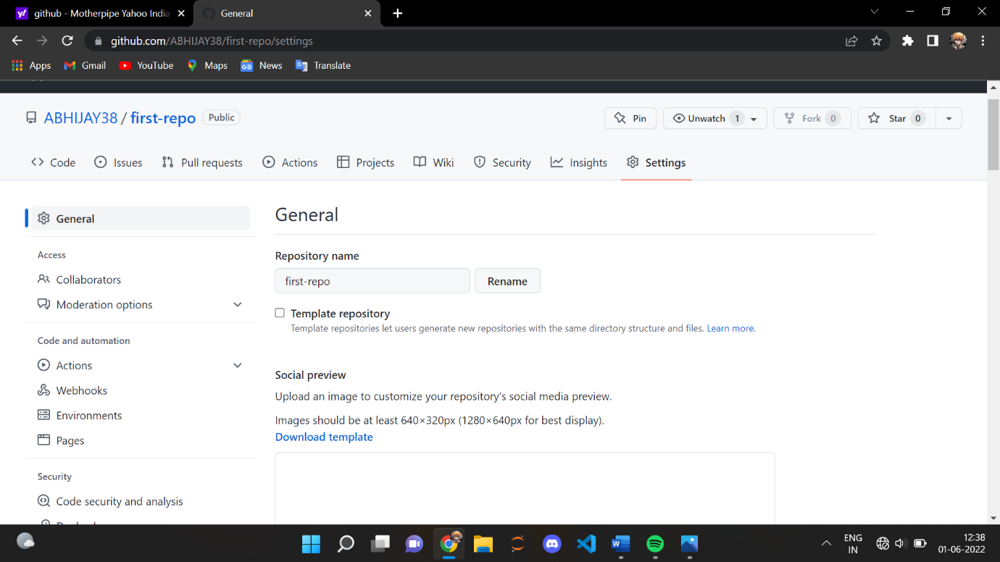 github - Motherpipe Yahoo India
General
github.com/ABHIJAY38/first-repo/settings
Apps Gmail YouTube Maps News Translate
ABHIJAY38 / first-repo Public
Pin Unwatch 1 Fork 0 Star 0
Code Issues Pull requests Actions Projects Wiki Security Insights Settings
General
Access
Collaborators
Moderation options
Code and automation
Actions
Webhooks
Environments
Pages
Security
Code security and analysis
General
Repository name
first-repo Rename
Template repository
Template repositories let users generate new repositories with the same directory structure and files. Learn more.
Social preview
Upload an image to customize your repository’s social media preview.
Images should be at least 640×320px (1280×640px for best display).
Download template
ENG
IN
12:38
01-06-2022